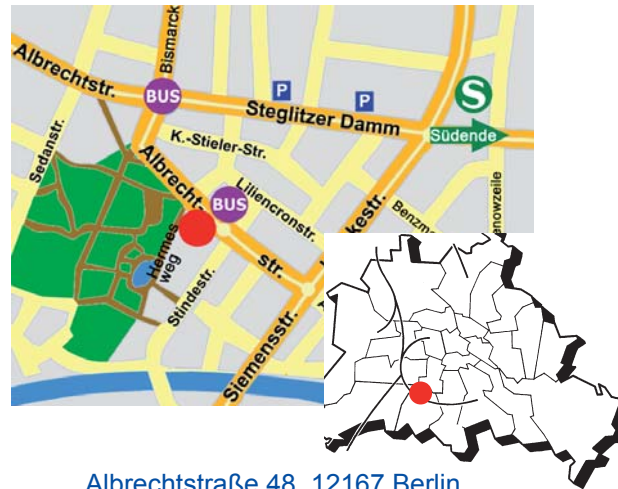 Albrechtstr.
Bismarck
BUS
P
P
Steglitzer Damm
S
Südende
Sedanstr.
K.-Stieler-Str.
Albrecht-
str.
BUS
Liliencronstr.
Hermes
weg
Stindestr.
Siemensstr.
kestr.
Benzm
enowzeile
Albrechtstraße 48, 12167 Berlin